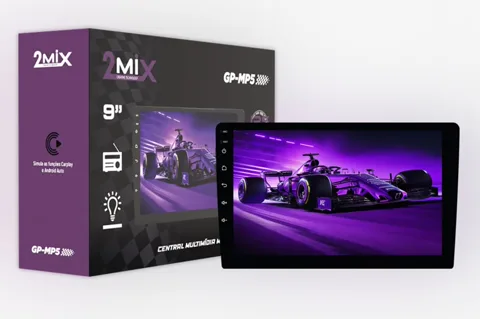 2MiX
Simula as funções Carplay
e Android Auto
GP-MP5
2MiX
GP-MP5
9"
CENTRAL MULTIMÍDIA M